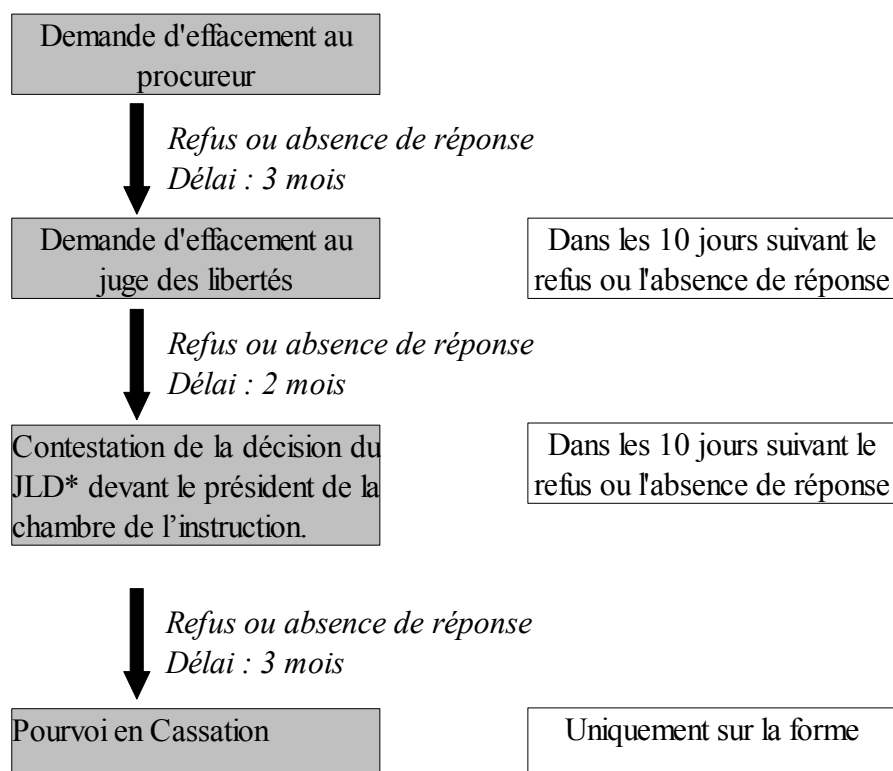 Demande d'effacement au
procureur
Refus ou absence de réponse
Délai : 3 mois
Demande d'effacement au
juge des libertés
Dans les 10 jours suivant le
refus ou l'absence de réponse
Refus ou absence de réponse
Délai : 2 mois
Contestation de la décision du
JLD* devant le président de la
chambre de l’instruction.
Dans les 10 jours suivant le
refus ou l'absence de réponse
Refus ou absence de réponse
Délai : 3 mois
Pourvoi en Cassation
Uniquement sur la forme